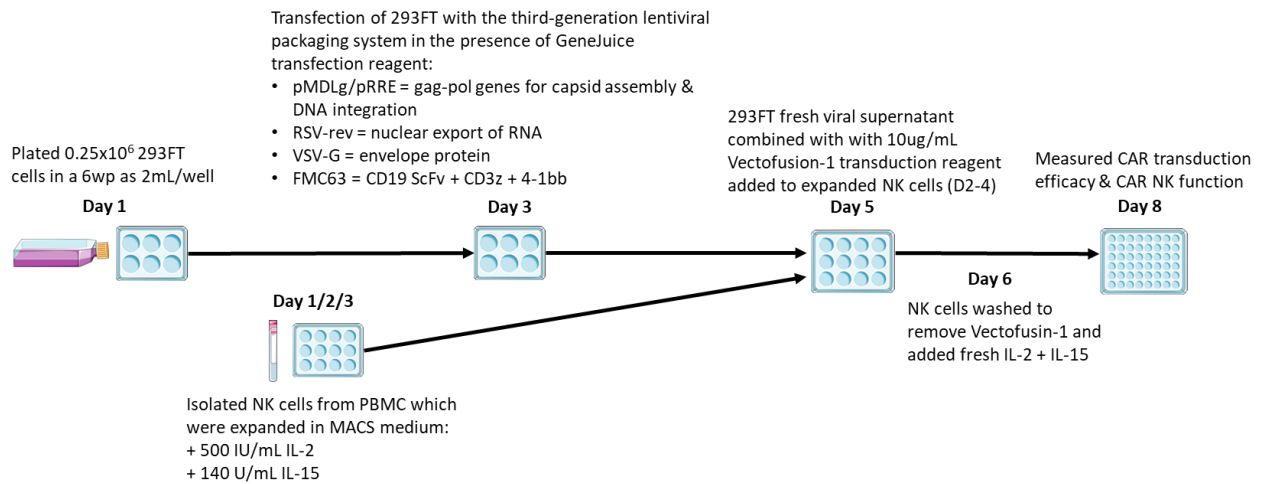 Transfection of 293FT with the third-generation lentiviral
packaging system in the presence of GeneJuice
transfection reagent:
• pMDLg/pRRE = gag-pol genes for capsid assembly &
DNA integration
• RSV-rev = nuclear export of RNA
• VSV-G = envelope protein
• FMC63 = CD19 ScFv + CD3z + 4-1bb
Plated 0.25x10⁶ 293FT
cells in a 6wp as 2mL/well
293FT fresh viral supernatant
combined with with 10ug/mL
Vectofusion-1 transduction reagent
added to expanded NK cells (D2-4)
Measured CAR transduction
efficacy & CAR NK function
Day 1
Day 3
Day 5
Day 8
Day 1/2/3
Day 6
NK cells washed to
remove Vectofusin-1 and
added fresh IL-2 + IL-15
Isolated NK cells from PBMC which
were expanded in MACS medium:
+ 500 IU/mL IL-2
+ 140 U/mL IL-15